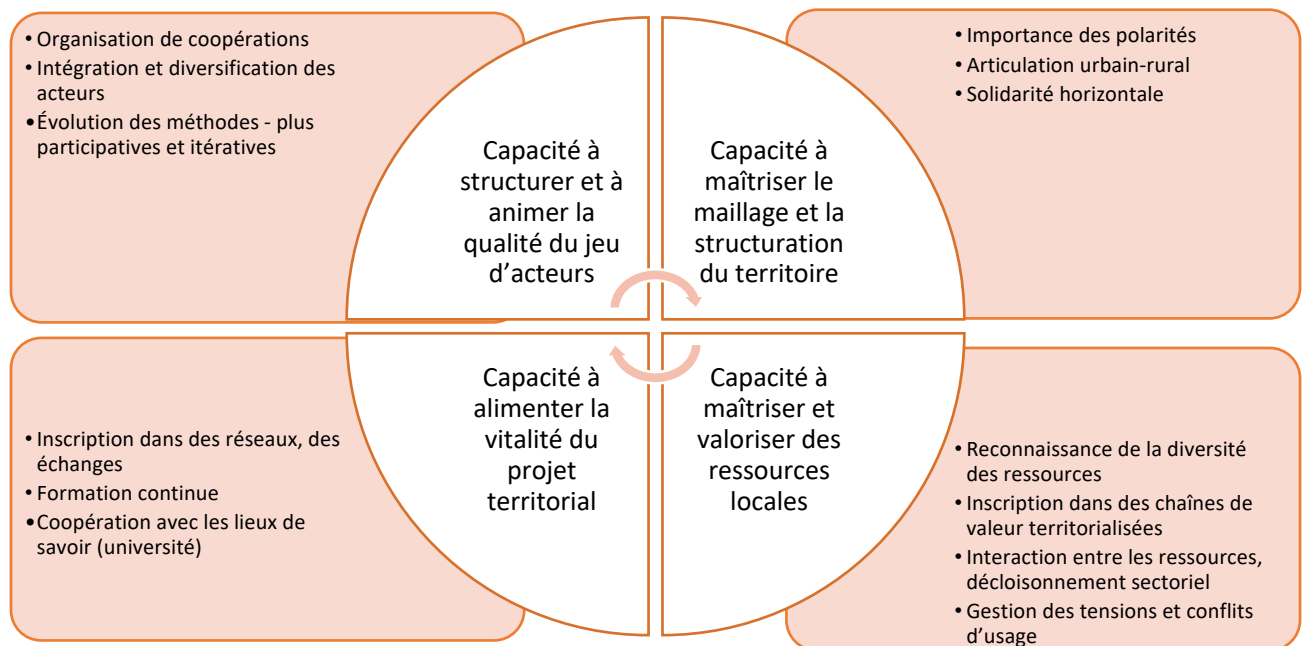 • Organisation de coopérations
• Intégration et diversification des
acteurs
•Évolution des méthodes - plus
participatives et itératives
Capacité à
structurer et à
animer la
qualité du jeu
d’acteurs
Capacité à
maîtriser le
maillage et la
structuration
du territoire
• Importance des polarités
• Articulation urbain-rural
• Solidarité horizontale
• Inscription dans des réseaux, des
échanges
• Formation continue
•Coopération avec les lieux de
savoir (université)
Capacité à
alimenter la
vitalité du
projet
territorial
Capacité à
maîtriser et
valoriser des
ressources
locales
• Reconnaissance de la diversité
des ressources
• Inscription dans des chaînes de
valeur territorialisées
• Interaction entre les ressources,
décloisonnement sectoriel
• Gestion des tensions et conflits
d’usage